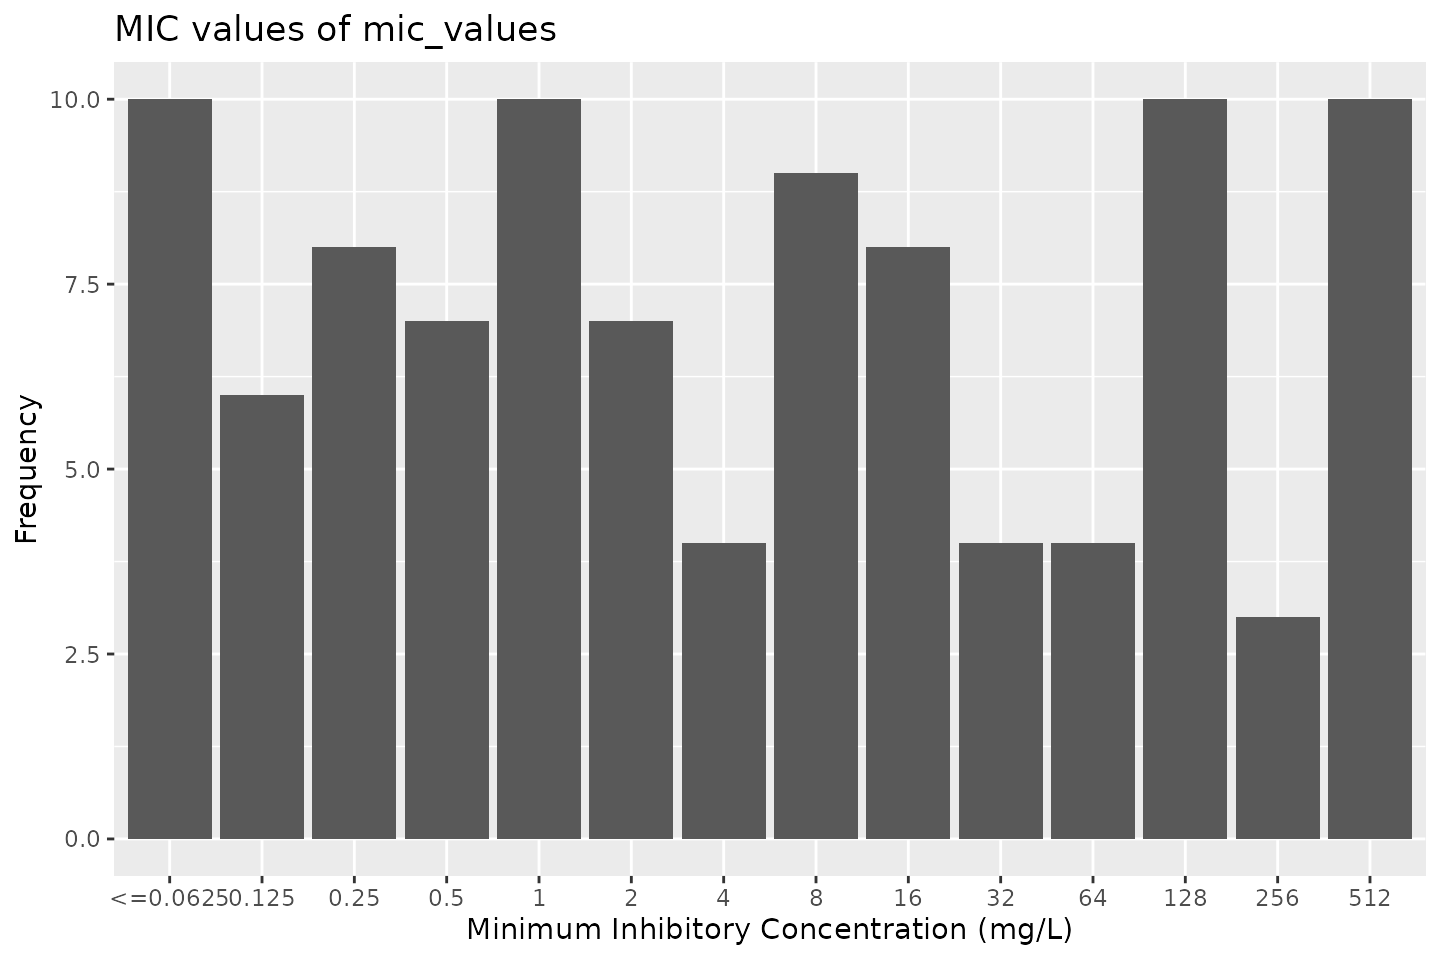 MIC values of mic_values
10.0
7.5
5.0
2.5
0.0
Frequency
<=0.0625 0.125 0.25 0.5 1 2 4 8 16 32 64 128 256 512
Minimum Inhibitory Concentration (mg/L)